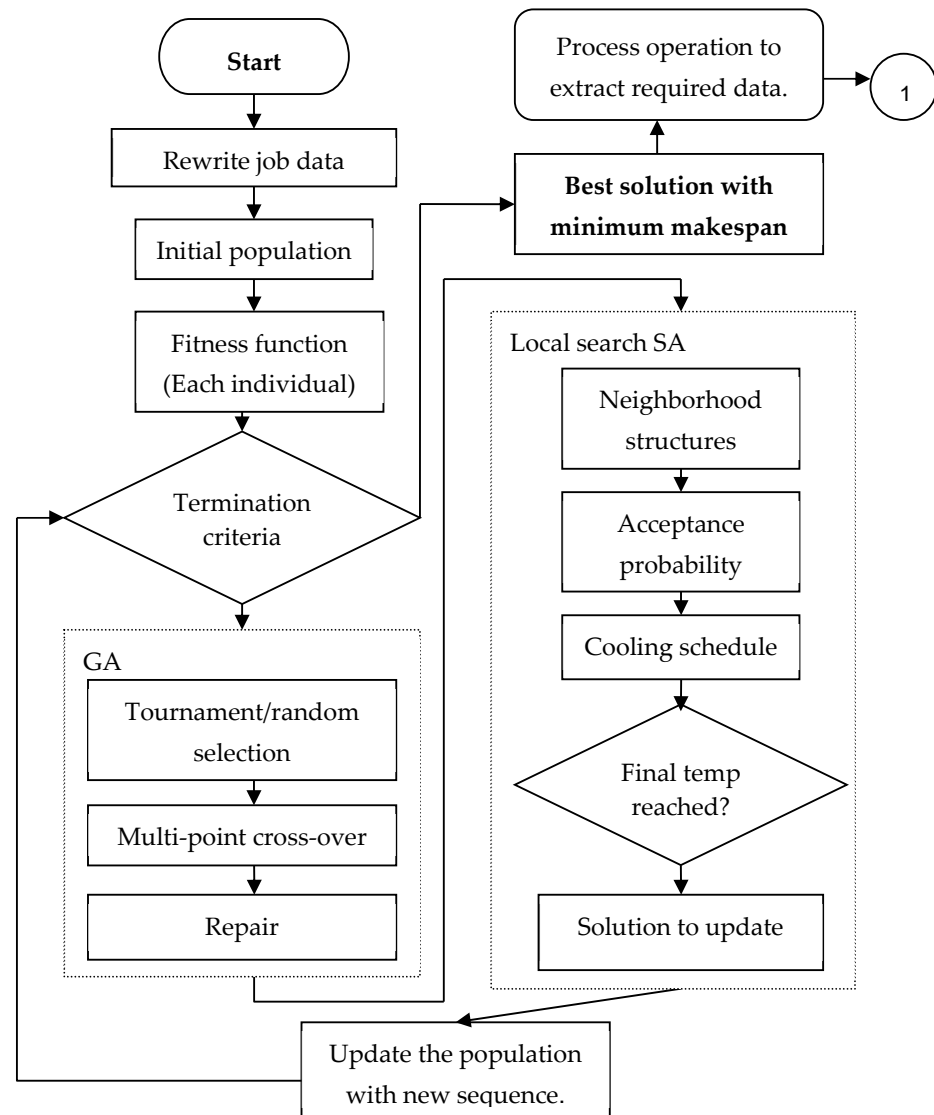 Start
Rewrite job data
Initial population
Fitness function
(Each individual)
Termination
criteria
GA
Tournament/random
selection
Multi-point cross-over
Repair
Process operation to
extract required data.
1
Best solution with
minimum makespan
Local search SA
Neighborhood
structures
Acceptance
probability
Cooling schedule
Final temp
reached?
Solution to update
Update the population
with new sequence.